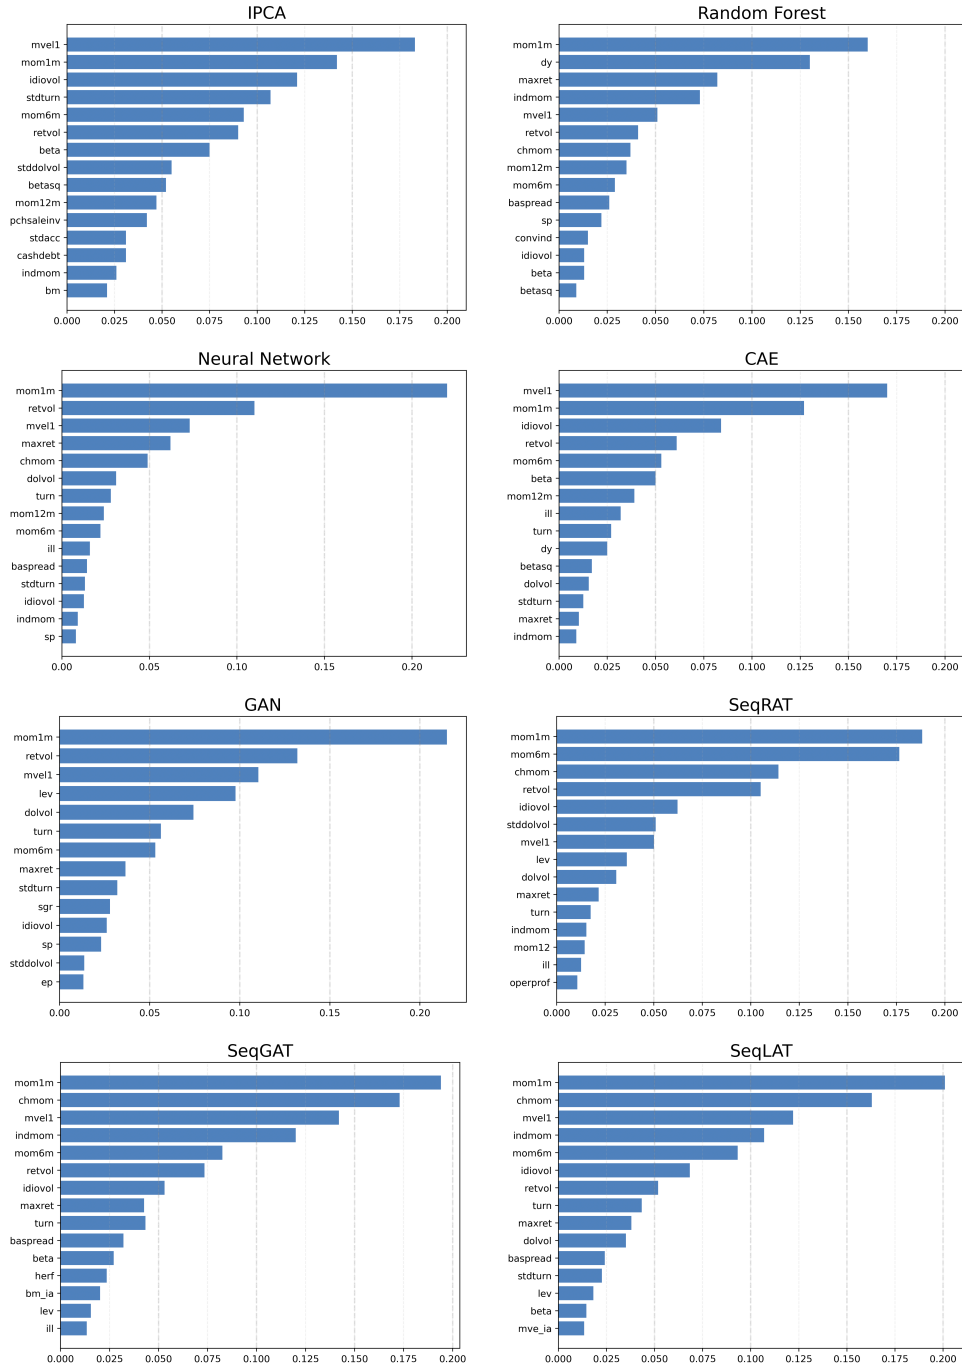 IPCA
mvel1
mom1m
idiovol
stdturn
mom6m
retvol
beta
stddolvol
betasq
mom12m
pchsaleinv
stdacc
cashdebt
indmom
bm
0.000 0.025 0.050 0.075 0.100 0.125 0.150 0.175 0.200
Random Forest
mom1m
dy
maxret
indmom
mvel1
retvol
chmom
mom12m
mom6m
baspread
sp
convind
idiovol
beta
betasq
0.000 0.025 0.050 0.075 0.100 0.125 0.150 0.175 0.200
Neural Network
mom1m
retvol
mvel1
maxret
chmom
dolvol
turn
mom12m
mom6m
ill
baspread
stdturn
idiovol
indmom
sp
0.00 0.05 0.10 0.15 0.20
CAE
mvel1
mom1m
idiovol
retvol
mom6m
beta
mom12m
ill
turn
dy
betasq
dolvol
stdturn
maxret
indmom
0.000 0.025 0.050 0.075 0.100 0.125 0.150 0.175 0.200
GAN
mom1m
retvol
mvel1
lev
dolvol
turn
mom6m
maxret
stdturn
sgr
idiovol
sp
stddolvol
ep
0.00 0.05 0.10 0.15 0.20
SeqRAT
mom1m
mom6m
chmom
retvol
idiovol
stddolvol
mvel1
lev
dolvol
maxret
turn
indmom
mom12
ill
operprof
0.000 0.025 0.050 0.075 0.100 0.125 0.150 0.175 0.200
SeqGAT
mom1m
chmom
mvel1
indmom
mom6m
retvol
idiovol
maxret
turn
baspread
beta
herf
bm_ia
lev
ill
0.000 0.025 0.050 0.075 0.100 0.125 0.150 0.175 0.200
SeqLAT
mom1m
chmom
mvel1
indmom
mom6m
idiovol
retvol
turn
maxret
dolvol
baspread
stdturn
lev
beta
mve_ia
0.000 0.025 0.050 0.075 0.100 0.125 0.150 0.175 0.200